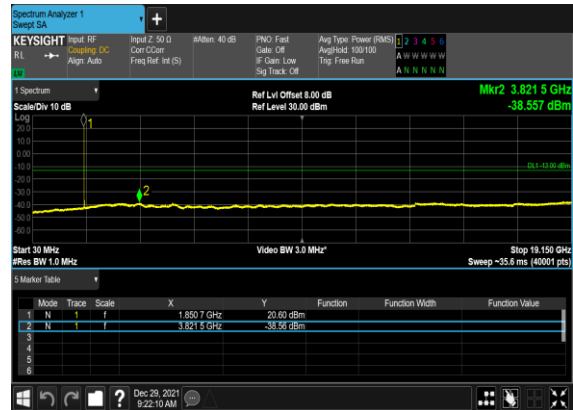 Spectrum Analyzer 1
Swept SA
KEYSIGHT
RL
Input: RF
Coupling: DC
Align: Auto
Input Z: 50 Ω
Corr CCorr
Freq Ref: Int (S)
#Atten: 40 dB
PNO: Fast
Gate: Off
IF Gain: Low
Sig Track: Off
Avg Type: Power (RMS)
Avg|Hold: 100/100
Trig: Free Run
1 2 3 4 5 6
A W W W W W
A N N N N N
LW
1 Spectrum
Scale/Div 10 dB
Ref Lvl Offset 8.00 dB
Ref Level 30.00 dBm
Mkr2 3.821 5 GHz
-38.557 dBm
Log
20.0
10.0
0.00
-10.0
-20.0
-30.0
-40.0
-50.0
-60.0
1
DL1 -13.00 dBm
2
Start 30 MHz
#Res BW 1.0 MHz
Video BW 3.0 MHz*
Stop 19.150 GHz
Sweep ~35.6 ms (40001 pts)
5 Marker Table
Mode Trace Scale X Y Function Function Width Function Value
1 N 1 f 1.850 7 GHz 20.60 dBm
2 N 1 f 3.821 5 GHz -38.56 dBm
3
4
5
6
Dec 29, 2021
9:22:10 AM